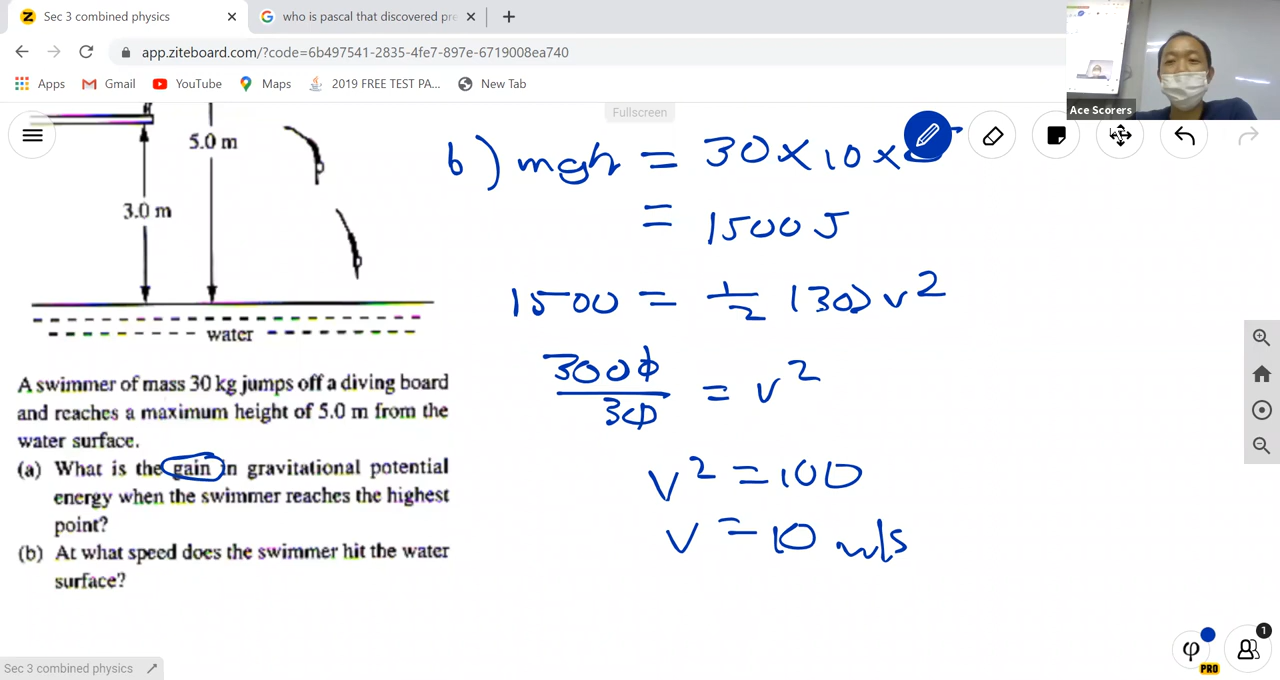 Sec 3 combined physics
who is pascal that discovered pre
app.ziteboard.com/?code=6b497541-2835-4fe7-897e-6719008ea740
Apps Gmail YouTube Maps 2019 FREE TEST PA... New Tab
Ace Scorers
Fullscreen
5.0 m
3.0 m
water
A swimmer of mass 30 kg jumps off a diving board
and reaches a maximum height of 5.0 m from the
water surface.
(a) What is the gain in gravitational potential
energy when the swimmer reaches the highest
point?
(b) At what speed does the swimmer hit the water
surface?
b) mgh = 30 × 10 ×
= 1500 J
1500 = 1/2 (30) v²
3000/30 = v²
v² = 100
v = 10 m/s
Sec 3 combined physics
φ PRO
1